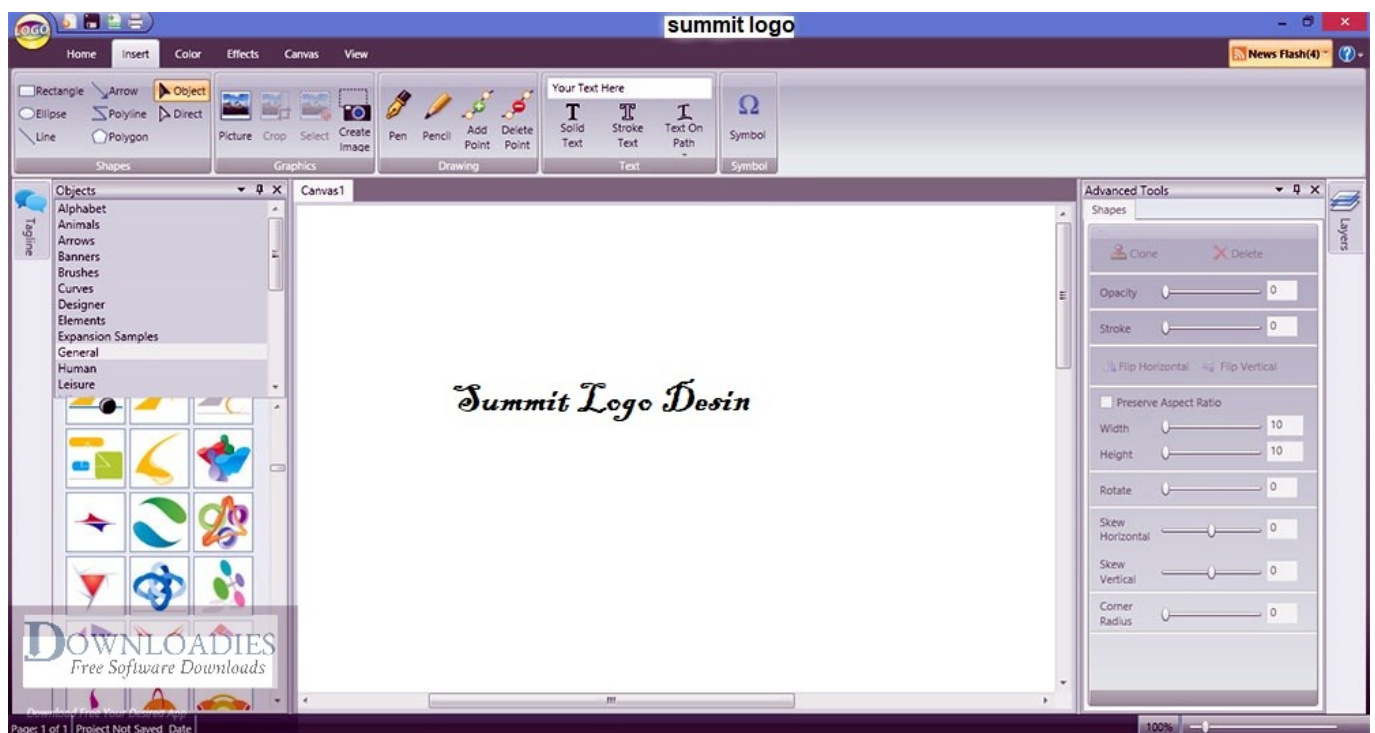 summit logo
LOGO
Home Insert Color Effects Canvas View
News Flash(4)
Rectangle Arrow Object
Ellipse Polyline Direct
Line Polygon
Shapes
Picture Crop Select Create Image
Graphics
Pen Pencil Add Point Delete Point
Drawing
Your Text Here
T T T
Solid Text Stroke Text Text On Path
Text
Ω
Symbol
Symbol
Tagline
Objects
Alphabet
Animals
Arrows
Banners
Brushes
Curves
Designer
Elements
Expansion Samples
General
Human
Leisure
Canvas1
Summit Logo Desin
Advanced Tools
Shapes
Clone Delete
Opacity 0
Stroke 0
Flip Horizontal Flip Vertical
Preserve Aspect Ratio
Width 10
Height 10
Rotate 0
Skew Horizontal 0
Skew Vertical 0
Corner Radius 0
Layers
DOWNLOADIES
Free Software Downloads
Download Free Your Desired App
Page: 1 of 1 Project Not Saved Date
100%